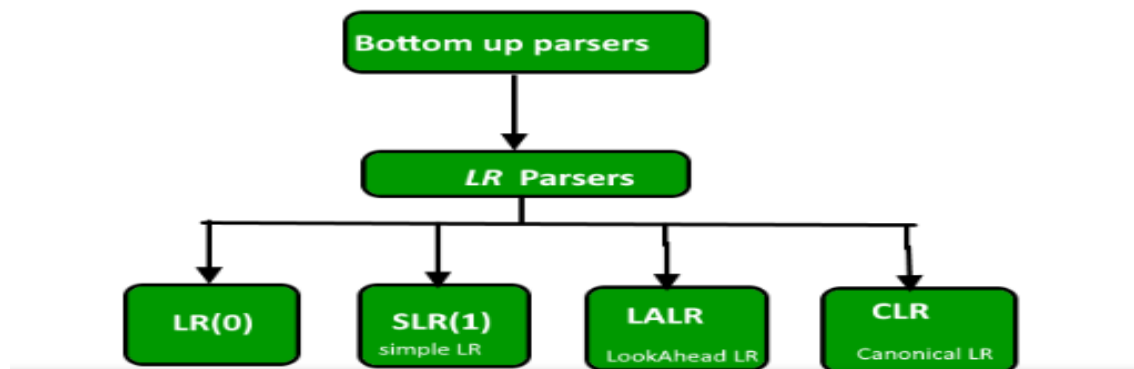 Bottom up parsers
LR Parsers
LR(0)
SLR(1)
simple LR
LALR
LookAhead LR
CLR
Canonical LR